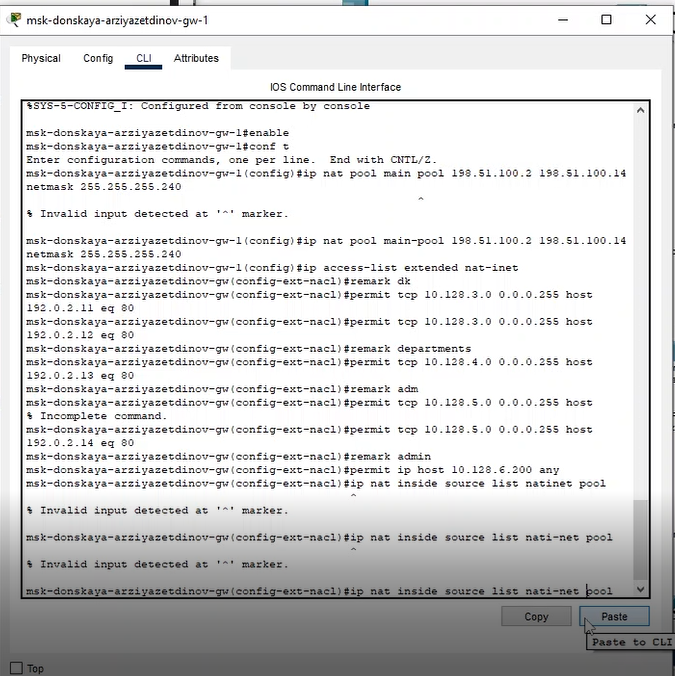 msk-donskaya-arziyazetdinov-gw-1
Physical Config CLI Attributes
IOS Command Line Interface
%SYS-5-CONFIG_I: Configured from console by console
msk-donskaya-arziyazetdinov-gw-1#enable
msk-donskaya-arziyazetdinov-gw-1#conf t
Enter configuration commands, one per line.  End with CNTL/Z.
msk-donskaya-arziyazetdinov-gw-1(config)#ip nat pool main pool 198.51.100.2 198.51.100.14
netmask 255.255.255.240
^
% Invalid input detected at '^' marker.
msk-donskaya-arziyazetdinov-gw-1(config)#ip nat pool main-pool 198.51.100.2 198.51.100.14
netmask 255.255.255.240
msk-donskaya-arziyazetdinov-gw-1(config)#ip access-list extended nat-inet
msk-donskaya-arziyazetdinov-gw(config-ext-nacl)#remark dk
msk-donskaya-arziyazetdinov-gw(config-ext-nacl)#permit tcp 10.128.3.0 0.0.0.255 host
192.0.2.11 eq 80
msk-donskaya-arziyazetdinov-gw(config-ext-nacl)#permit tcp 10.128.3.0 0.0.0.255 host
192.0.2.12 eq 80
msk-donskaya-arziyazetdinov-gw(config-ext-nacl)#remark departments
msk-donskaya-arziyazetdinov-gw(config-ext-nacl)#permit tcp 10.128.4.0 0.0.0.255 host
192.0.2.13 eq 80
msk-donskaya-arziyazetdinov-gw(config-ext-nacl)#remark adm
msk-donskaya-arziyazetdinov-gw(config-ext-nacl)#permit tcp 10.128.5.0 0.0.0.255 host
% Incomplete command.
msk-donskaya-arziyazetdinov-gw(config-ext-nacl)#permit tcp 10.128.5.0 0.0.0.255 host
192.0.2.14 eq 80
msk-donskaya-arziyazetdinov-gw(config-ext-nacl)#remark admin
msk-donskaya-arziyazetdinov-gw(config-ext-nacl)#permit ip host 10.128.6.200 any
msk-donskaya-arziyazetdinov-gw(config-ext-nacl)#ip nat inside source list natinet pool
^
% Invalid input detected at '^' marker.
msk-donskaya-arziyazetdinov-gw(config-ext-nacl)#ip nat inside source list nati-net pool
^
% Invalid input detected at '^' marker.
msk-donskaya-arziyazetdinov-gw(config-ext-nacl)#ip nat inside source list nati-net pool
Copy Paste
Paste to CLI
Top